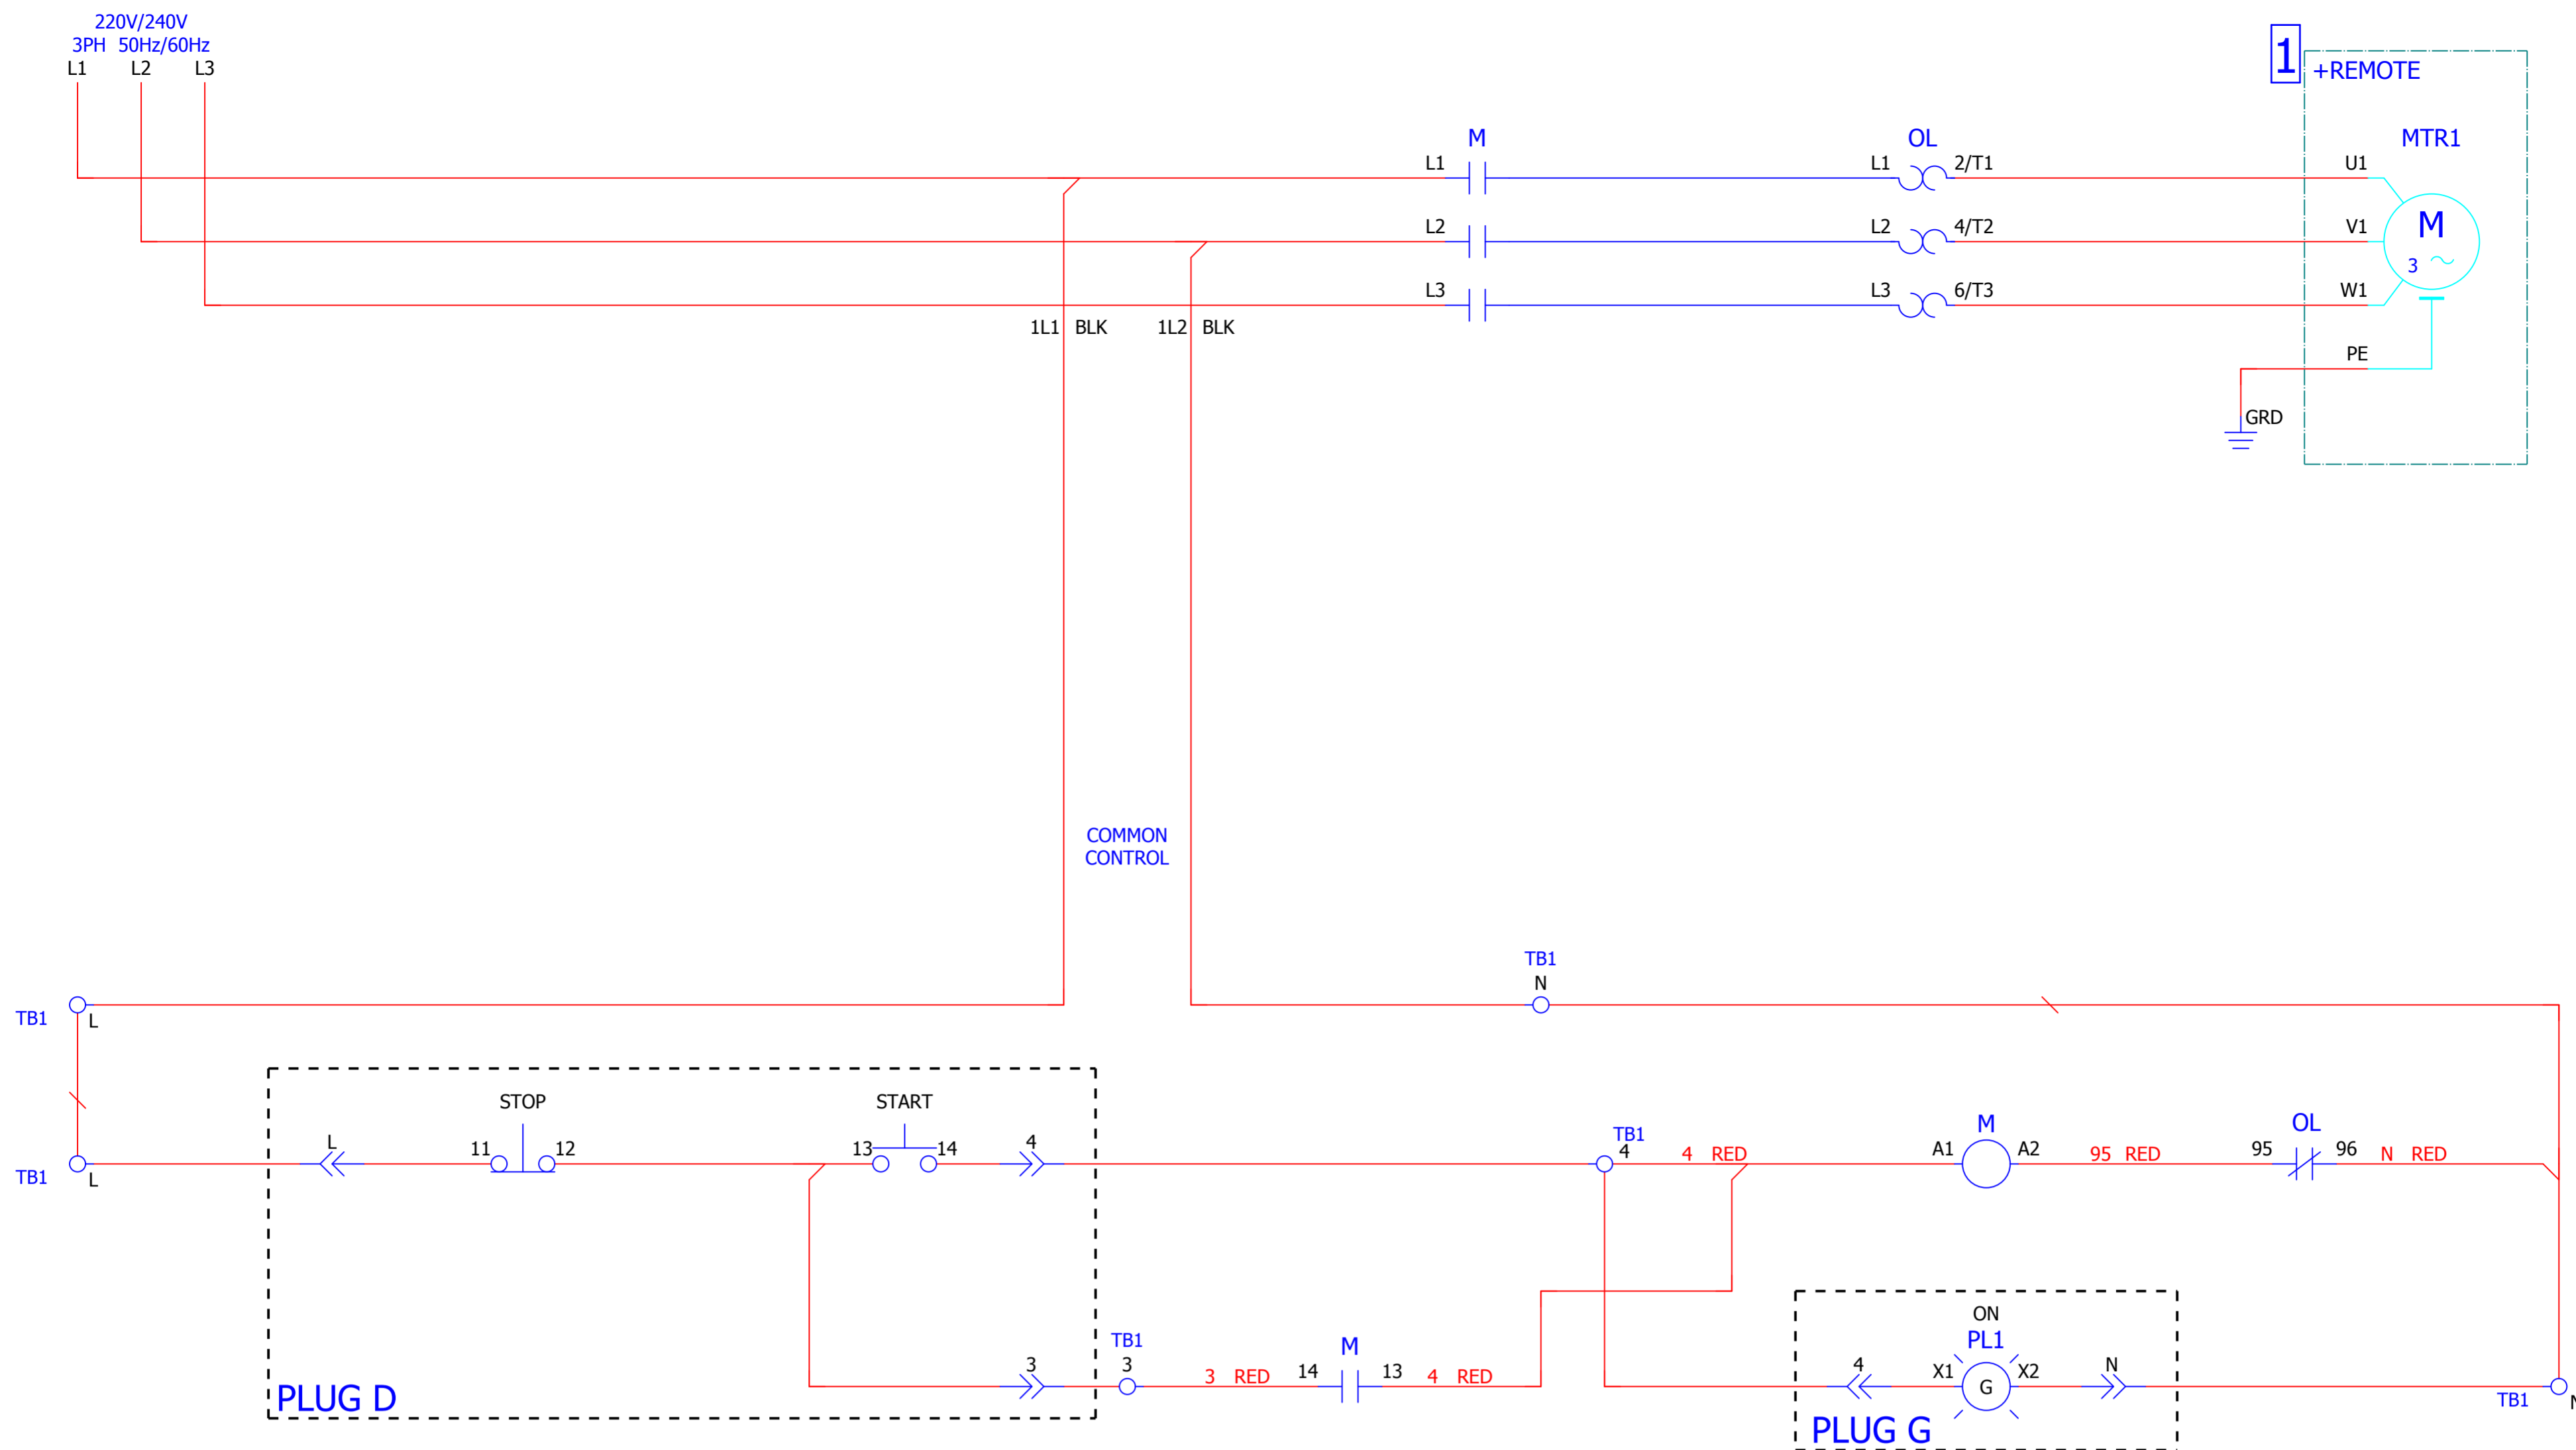 220V/240V
3PH 50Hz/60Hz
L1 L2 L3
1
+REMOTE
M OL MTR1
L1 L1 2/T1 U1
L2 L2 4/T2 V1
M
3
L3 L3 6/T3 W1
1L1 BLK 1L2 BLK
PE
GRD
COMMON
CONTROL
TB1
N
TB1 L
STOP START
L 11 12 13 14 4
TB1 L
TB1
4
4 RED
M
A1 A2
95 RED
OL
95 96
N RED
ON
TB1
3
3
3 RED
M
14 13
4 RED
PL1
4 X1 G X2 N
TB1 N
PLUG D
PLUG G